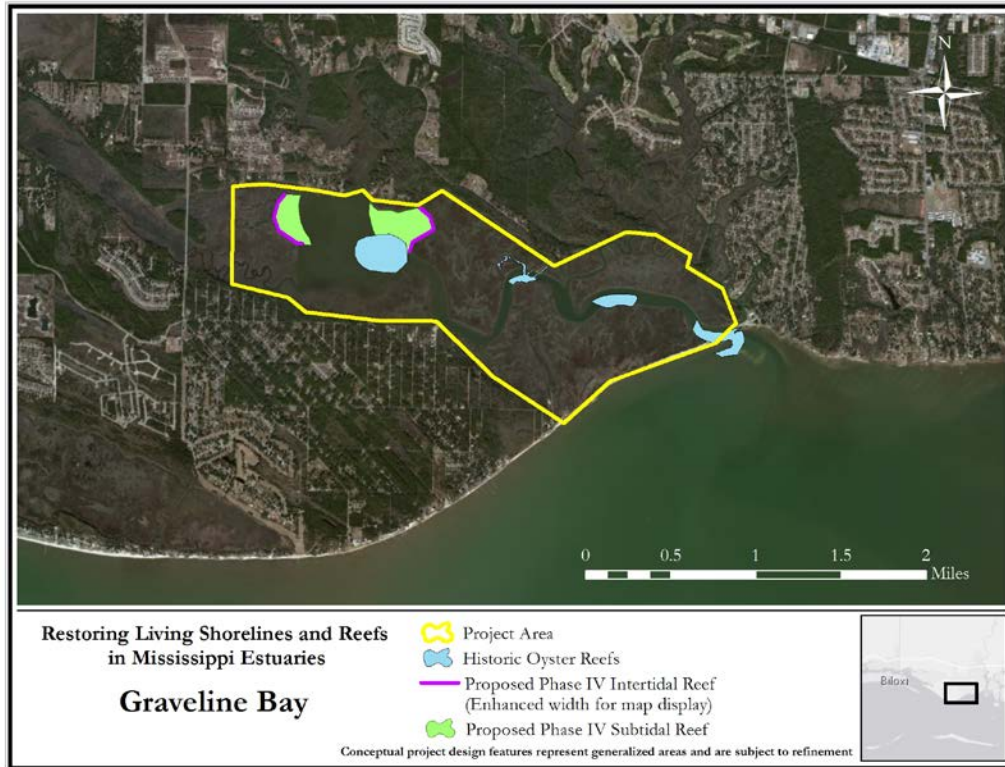 N
0 0.5 1 1.5 2
Miles
Restoring Living Shorelines and Reefs
in Mississippi Estuaries
Graveline Bay
Project Area
Historic Oyster Reefs
Proposed Phase IV Intertidal Reef
(Enhanced width for map display)
Proposed Phase IV Subtidal Reef
Biloxi
Conceptual project design features represent generalized areas and are subject to refinement